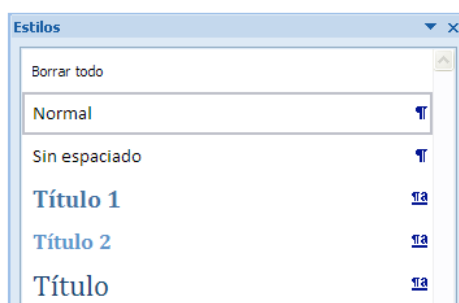 Estilos
Borrar todo
Normal ¶
Sin espaciado ¶
Título 1 ¶a
Título 2 ¶a
Título ¶a